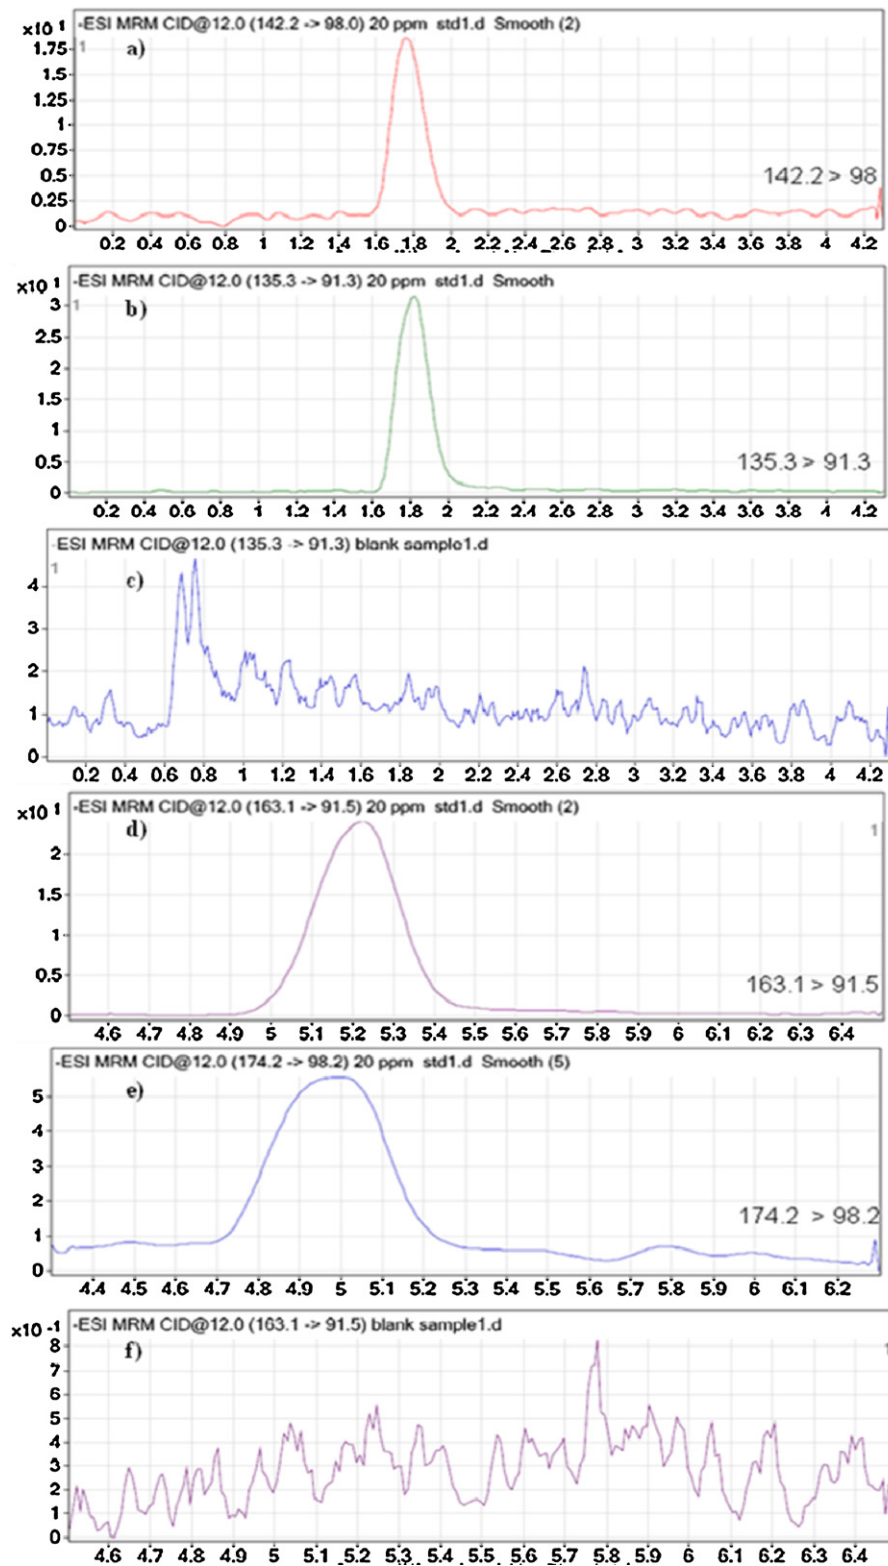 -ESI MRM CID@12.0 (142.2 -> 98.0) 20 ppm std1.d Smooth (2)
×10 1
1
a)
1.75
1.5
1.25
1
0.75
0.5
0.25
0
142.2 > 98
0.2 0.4 0.6 0.8 1 1.2 1.4 1.6 1.8 2 2.2 2.4 2.6 2.8 3 3.2 3.4 3.6 3.8 4 4.2
-ESI MRM CID@12.0 (135.3 -> 91.3) 20 ppm std1.d Smooth
×10 1
1
b)
3
2.5
2
1.5
1
0.5
0
135.3 > 91.3
0.2 0.4 0.6 0.8 1 1.2 1.4 1.6 1.8 2 2.2 2.4 2.6 2.8 3 3.2 3.4 3.6 3.8 4 4.2
-ESI MRM CID@12.0 (135.3 -> 91.3) blank sample1.d
1
c)
4
3
2
1
0
0.2 0.4 0.6 0.8 1 1.2 1.4 1.6 1.8 2 2.2 2.4 2.6 2.8 3 3.2 3.4 3.6 3.8 4 4.2
-ESI MRM CID@12.0 (163.1 -> 91.5) 20 ppm std1.d Smooth (2)
×10 1
d)
1
2
1.5
1
0.5
0
163.1 > 91.5
4.6 4.7 4.8 4.9 5 5.1 5.2 5.3 5.4 5.5 5.6 5.7 5.8 5.9 6 6.1 6.2 6.3 6.4
-ESI MRM CID@12.0 (174.2 -> 98.2) 20 ppm std1.d Smooth (5)
e)
5
4
3
2
1
0
174.2 > 98.2
4.4 4.5 4.6 4.7 4.8 4.9 5 5.1 5.2 5.3 5.4 5.5 5.6 5.7 5.8 5.9 6 6.1 6.2
-ESI MRM CID@12.0 (163.1 -> 91.5) blank sample1.d
×10 -1
f)
8
7
6
5
4
3
2
1
0
4.6 4.7 4.8 4.9 5 5.1 5.2 5.3 5.4 5.5 5.6 5.7 5.8 5.9 6 6.1 6.2 6.3 6.4